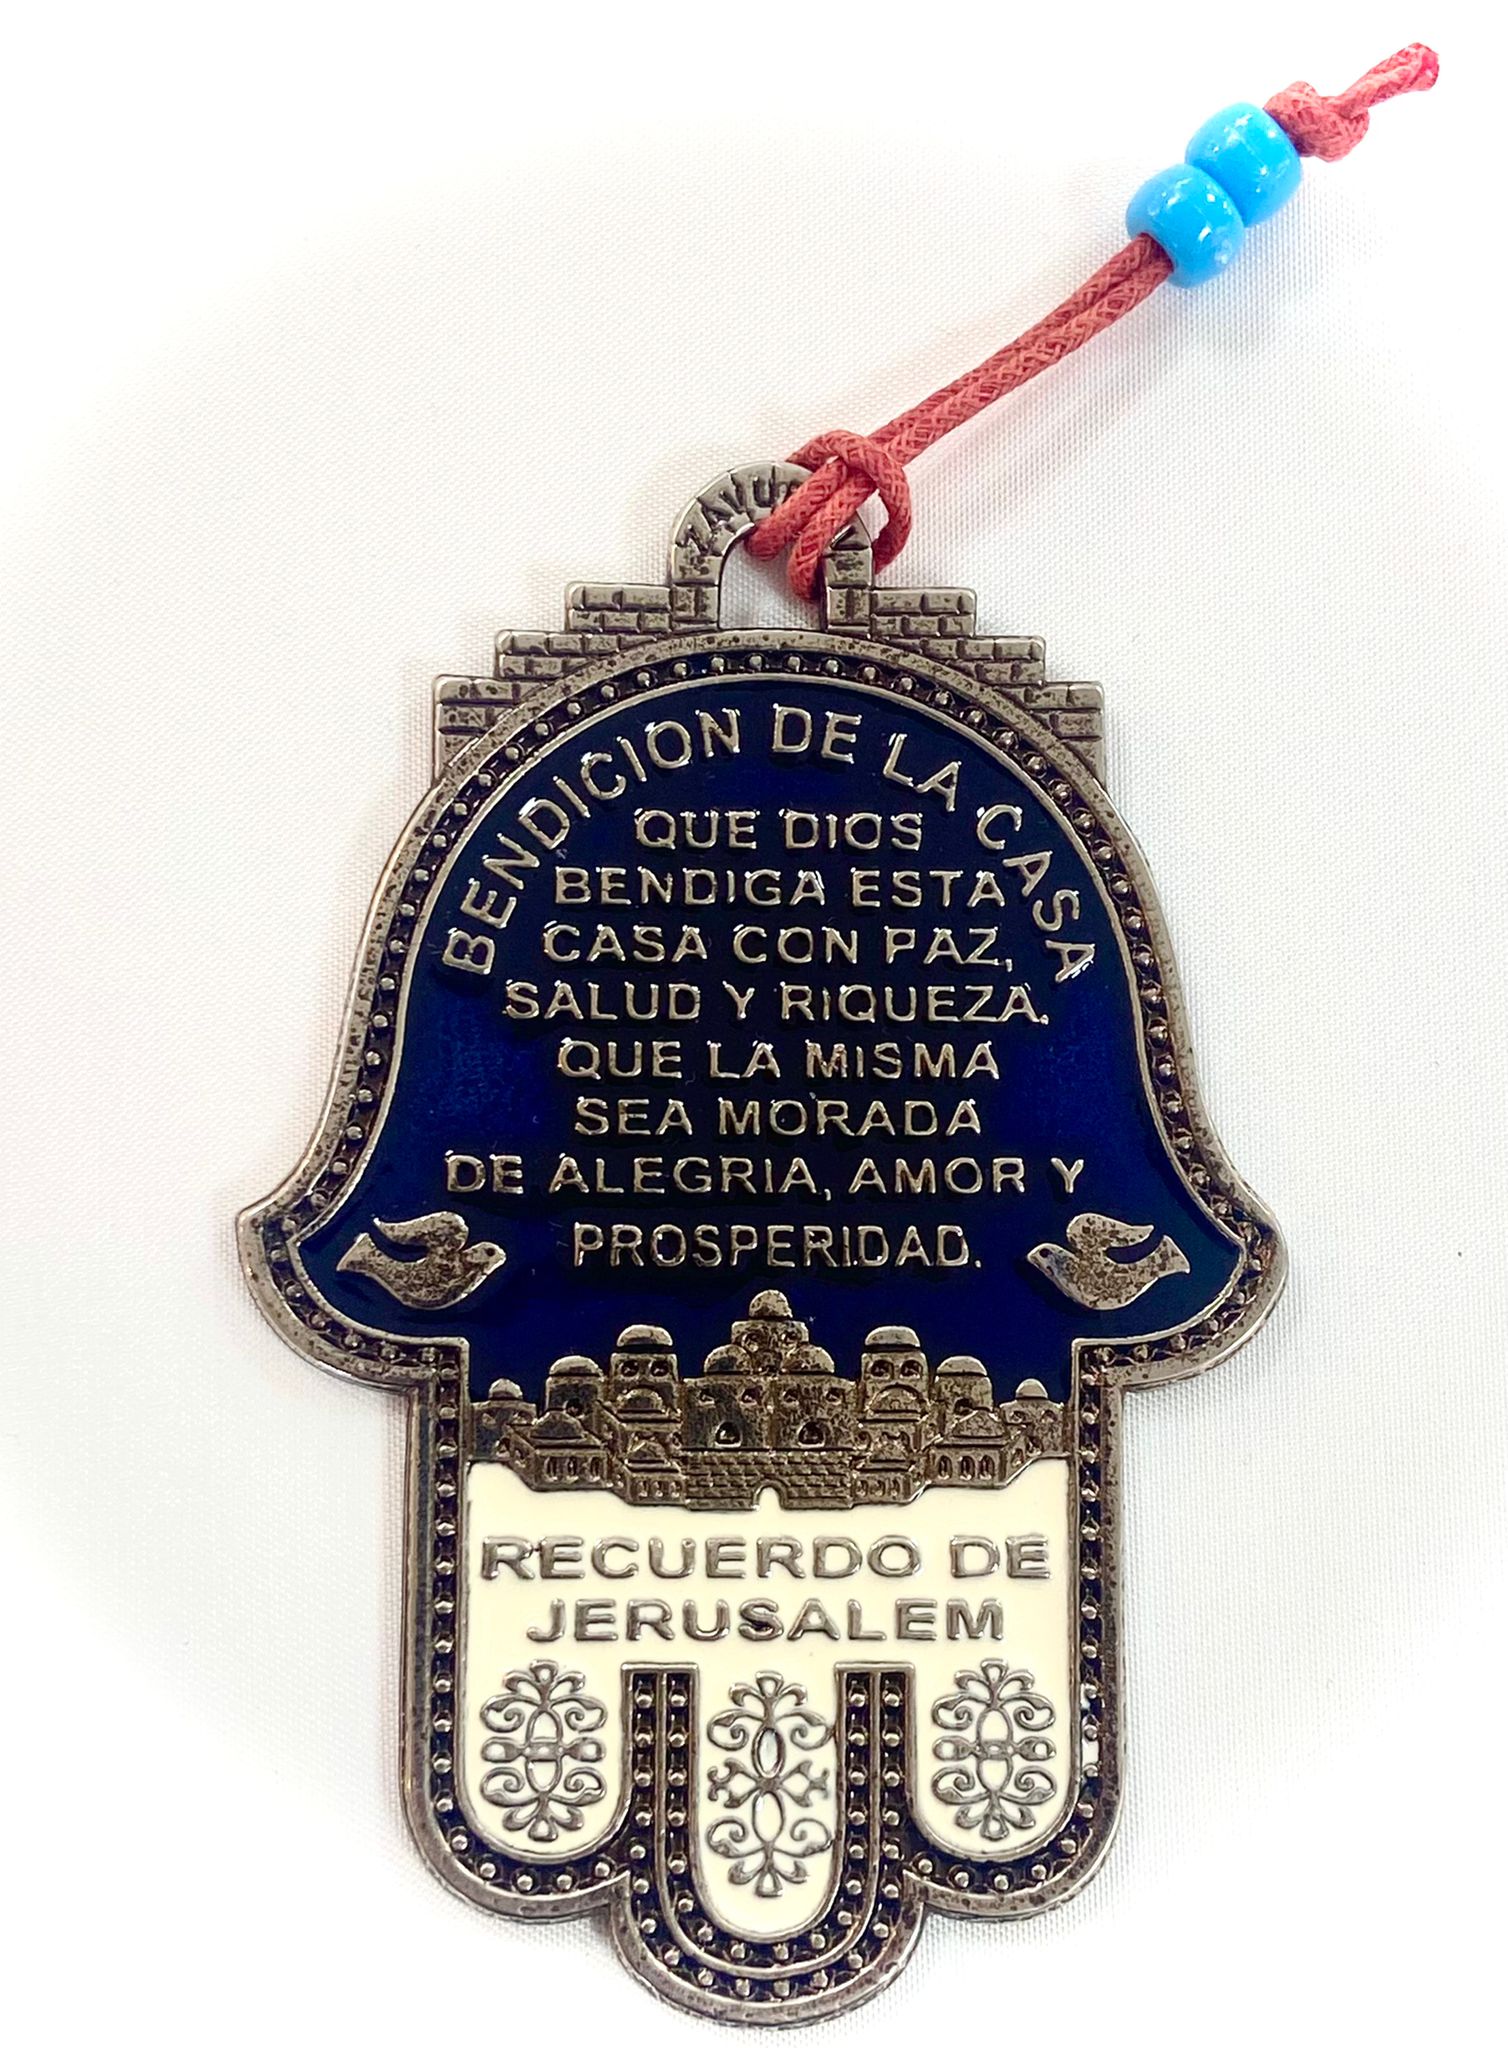 BENDICION DE LA CASA
QUE DIOS
BENDIGA ESTA
CASA CON PAZ,
SALUD Y RIQUEZA.
QUE LA MISMA
SEA MORADA
DE ALEGRIA, AMOR Y
PROSPERIDAD.
RECUERDO DE
JERUSALEM